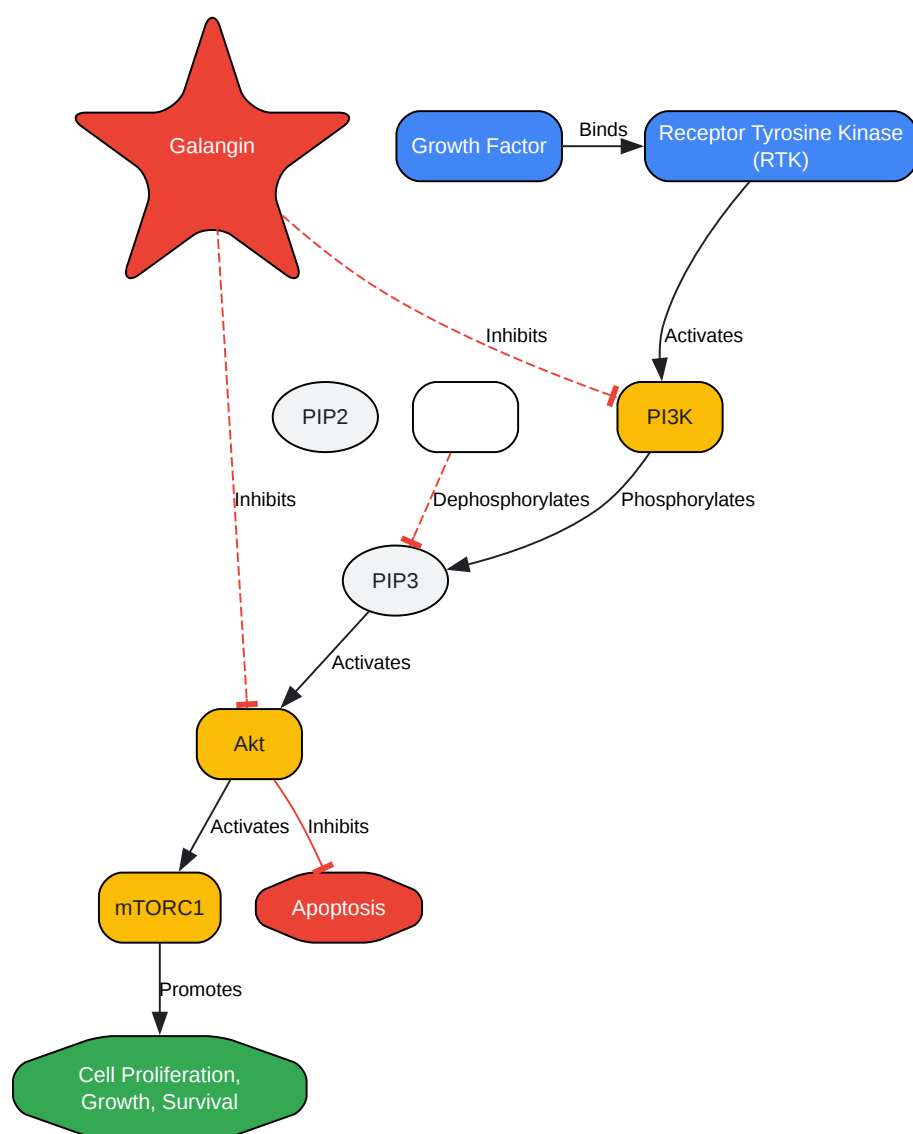 Galangin
Growth Factor
Binds
Receptor Tyrosine Kinase
(RTK)
Inhibits
Activates
PIP2
PI3K
Inhibits
Dephosphorylates
Phosphorylates
PIP3
Activates
Akt
Activates
Inhibits
mTORC1
Apoptosis
Promotes
Cell Proliferation,
Growth, Survival